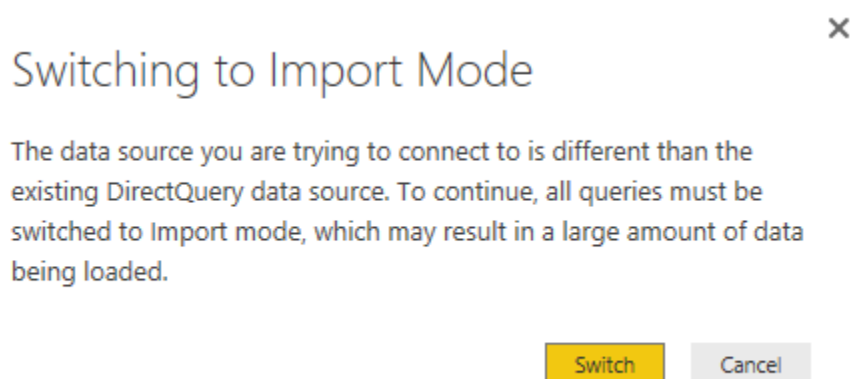 Switching to Import Mode
The data source you are trying to connect to is different than the
existing DirectQuery data source. To continue, all queries must be
switched to Import mode, which may result in a large amount of data
being loaded.
Switch Cancel